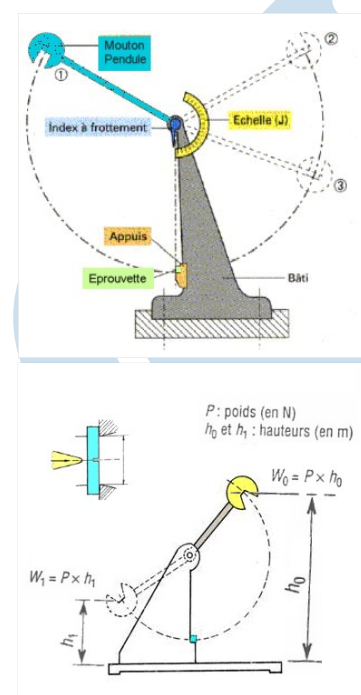 Mouton
Pendule
①
②
Index à frottement
Echelle (J)
③
Appuis
Eprouvette
Bâti
P : poids (en N)
h₀ et h₁ : hauteurs (en m)
W₀ = P × h₀
W₁ = P × h₁
h₀
h₁